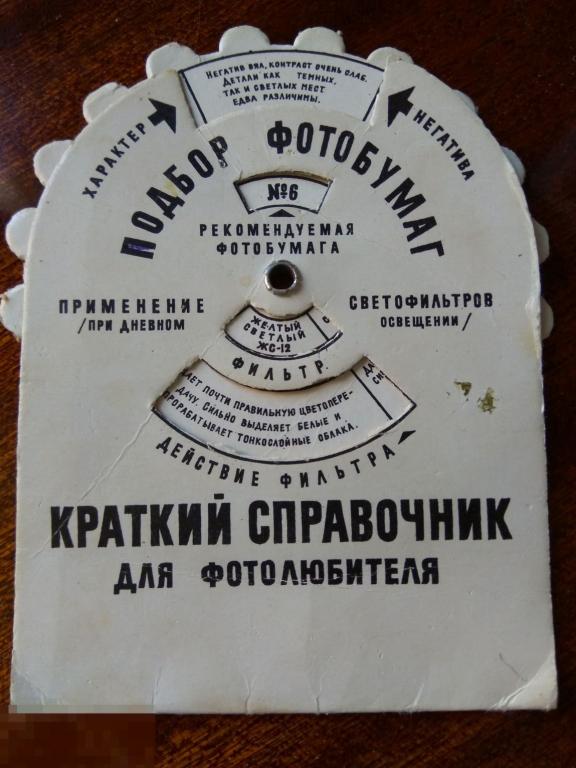 НЕГАТИВ ВЯЛ, КОНТРАСТ ОЧЕНЬ СЛАБ.
ДЕТАЛИ КАК ТЕМНЫХ,
ТАК И СВЕТЛЫХ МЕСТ
ЕДВА РАЗЛИЧИМЫ.
ХАРАКТЕР
НЕГАТИВА
ПОДБОР ФОТОБУМАГ
№6
РЕКОМЕНДУЕМАЯ
ФОТОБУМАГА
ПРИМЕНЕНИЕ
/ПРИ ДНЕВНОМ
СВЕТОФИЛЬТРОВ
ОСВЕЩЕНИИ/
ЖЕЛТЫЙ
СВЕТЛЫЙ
ЖС-12
ФИЛЬТР
ДАЕТ ПОЧТИ ПРАВИЛЬНУЮ ЦВЕТОПЕРЕ-
ДАЧУ. СИЛЬНО ВЫДЕЛЯЕТ БЕЛЫЕ И
ПРОРАБАТЫВАЕТ ТОНКОСЛОЙНЫЕ ОБЛАКА.
ДЕЙСТВИЕ ФИЛЬТРА
КРАТКИЙ СПРАВОЧНИК
ДЛЯ ФОТОЛЮБИТЕЛЯ